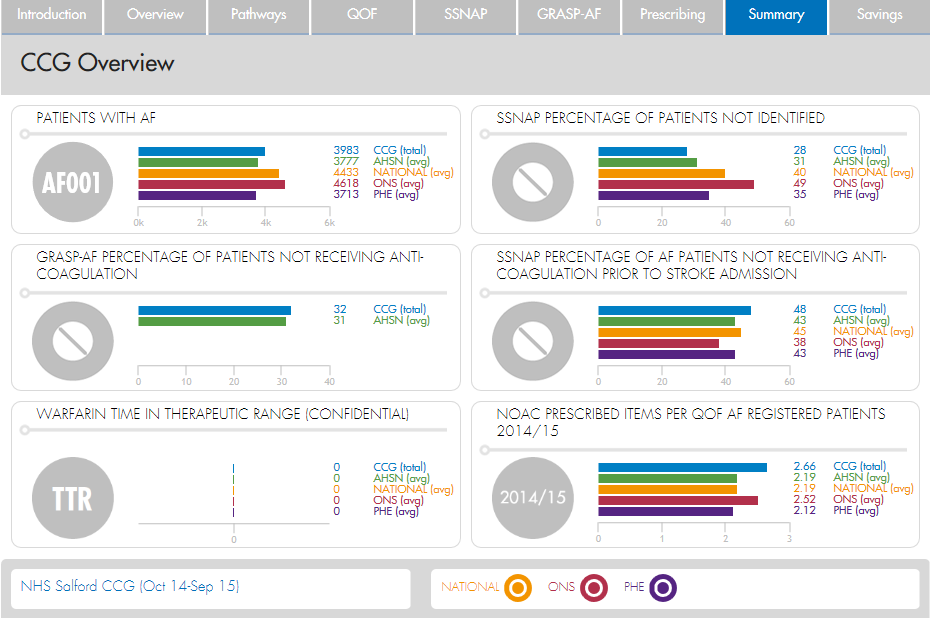 Introduction Overview Pathways QOF SSNAP GRASP-AF Prescribing Summary Savings
CCG Overview
PATIENTS WITH AF
AF001
3983 CCG (total)
3777 AHSN (avg)
4433 NATIONAL (avg)
4618 ONS (avg)
3713 PHE (avg)
0k 2k 4k 6k
SSNAP PERCENTAGE OF PATIENTS NOT IDENTIFIED
28 CCG (total)
31 AHSN (avg)
40 NATIONAL (avg)
49 ONS (avg)
35 PHE (avg)
0 20 40 60
GRASP-AF PERCENTAGE OF PATIENTS NOT RECEIVING ANTI-
COAGULATION
32 CCG (total)
31 AHSN (avg)
0 10 20 30 40
SSNAP PERCENTAGE OF AF PATIENTS NOT RECEIVING ANTI-
COAGULATION PRIOR TO STROKE ADMISSION
48 CCG (total)
43 AHSN (avg)
45 NATIONAL (avg)
38 ONS (avg)
43 PHE (avg)
0 20 40 60
WARFARIN TIME IN THERAPEUTIC RANGE (CONFIDENTIAL)
TTR
0 CCG (total)
0 AHSN (avg)
0 NATIONAL (avg)
0 ONS (avg)
0 PHE (avg)
0
NOAC PRESCRIBED ITEMS PER QOF AF REGISTERED PATIENTS
2014/15
2014/15
2.66 CCG (total)
2.19 AHSN (avg)
2.19 NATIONAL (avg)
2.52 ONS (avg)
2.12 PHE (avg)
0 1 2 3
NHS Salford CCG (Oct 14-Sep 15)
NATIONAL ONS PHE